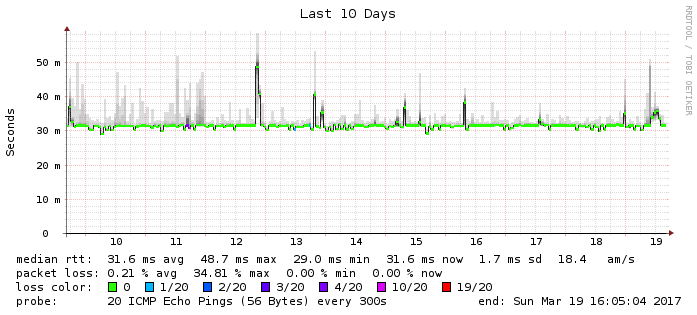 Last 10 Days
RRDTOOL / TOBI OETIKER
Seconds
50 m
40 m
30 m
20 m
10 m
0
10 11 12 13 14 15 16 17 18 19
median rtt: 31.6 ms avg 48.7 ms max 29.0 ms min 31.6 ms now 1.7 ms sd 18.4 am/s
packet loss: 0.21 % avg 34.81 % max 0.00 % min 0.00 % now
loss color: 0 1/20 2/20 3/20 4/20 10/20 19/20
probe: 20 ICMP Echo Pings (56 Bytes) every 300s end: Sun Mar 19 16:05:04 2017